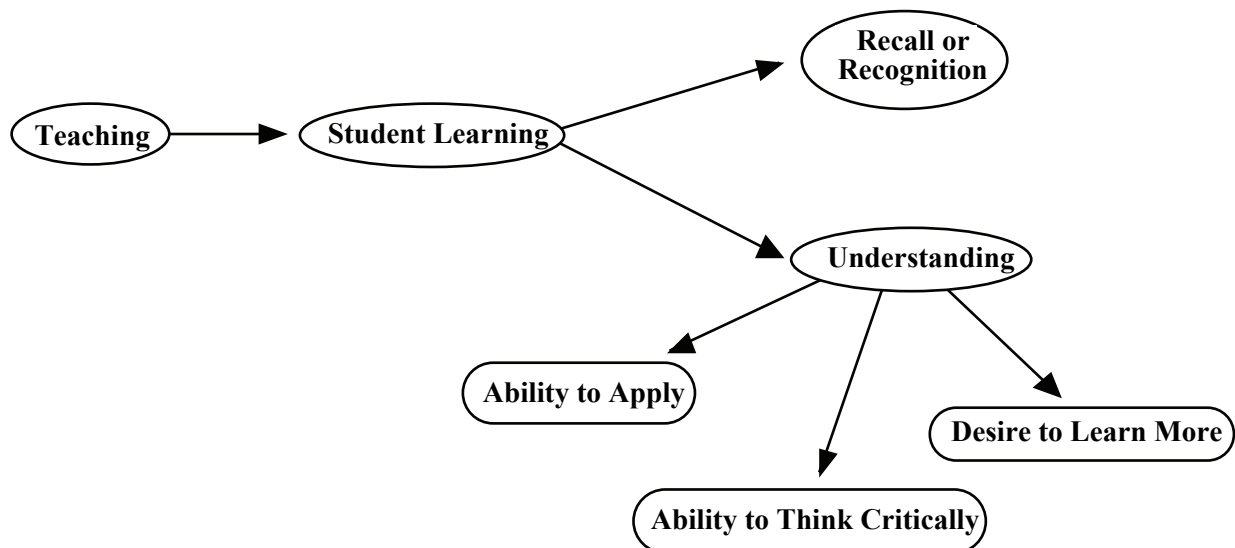 Recall or
Recognition
Teaching
Student Learning
Understanding
Ability to Apply
Desire to Learn More
Ability to Think Critically